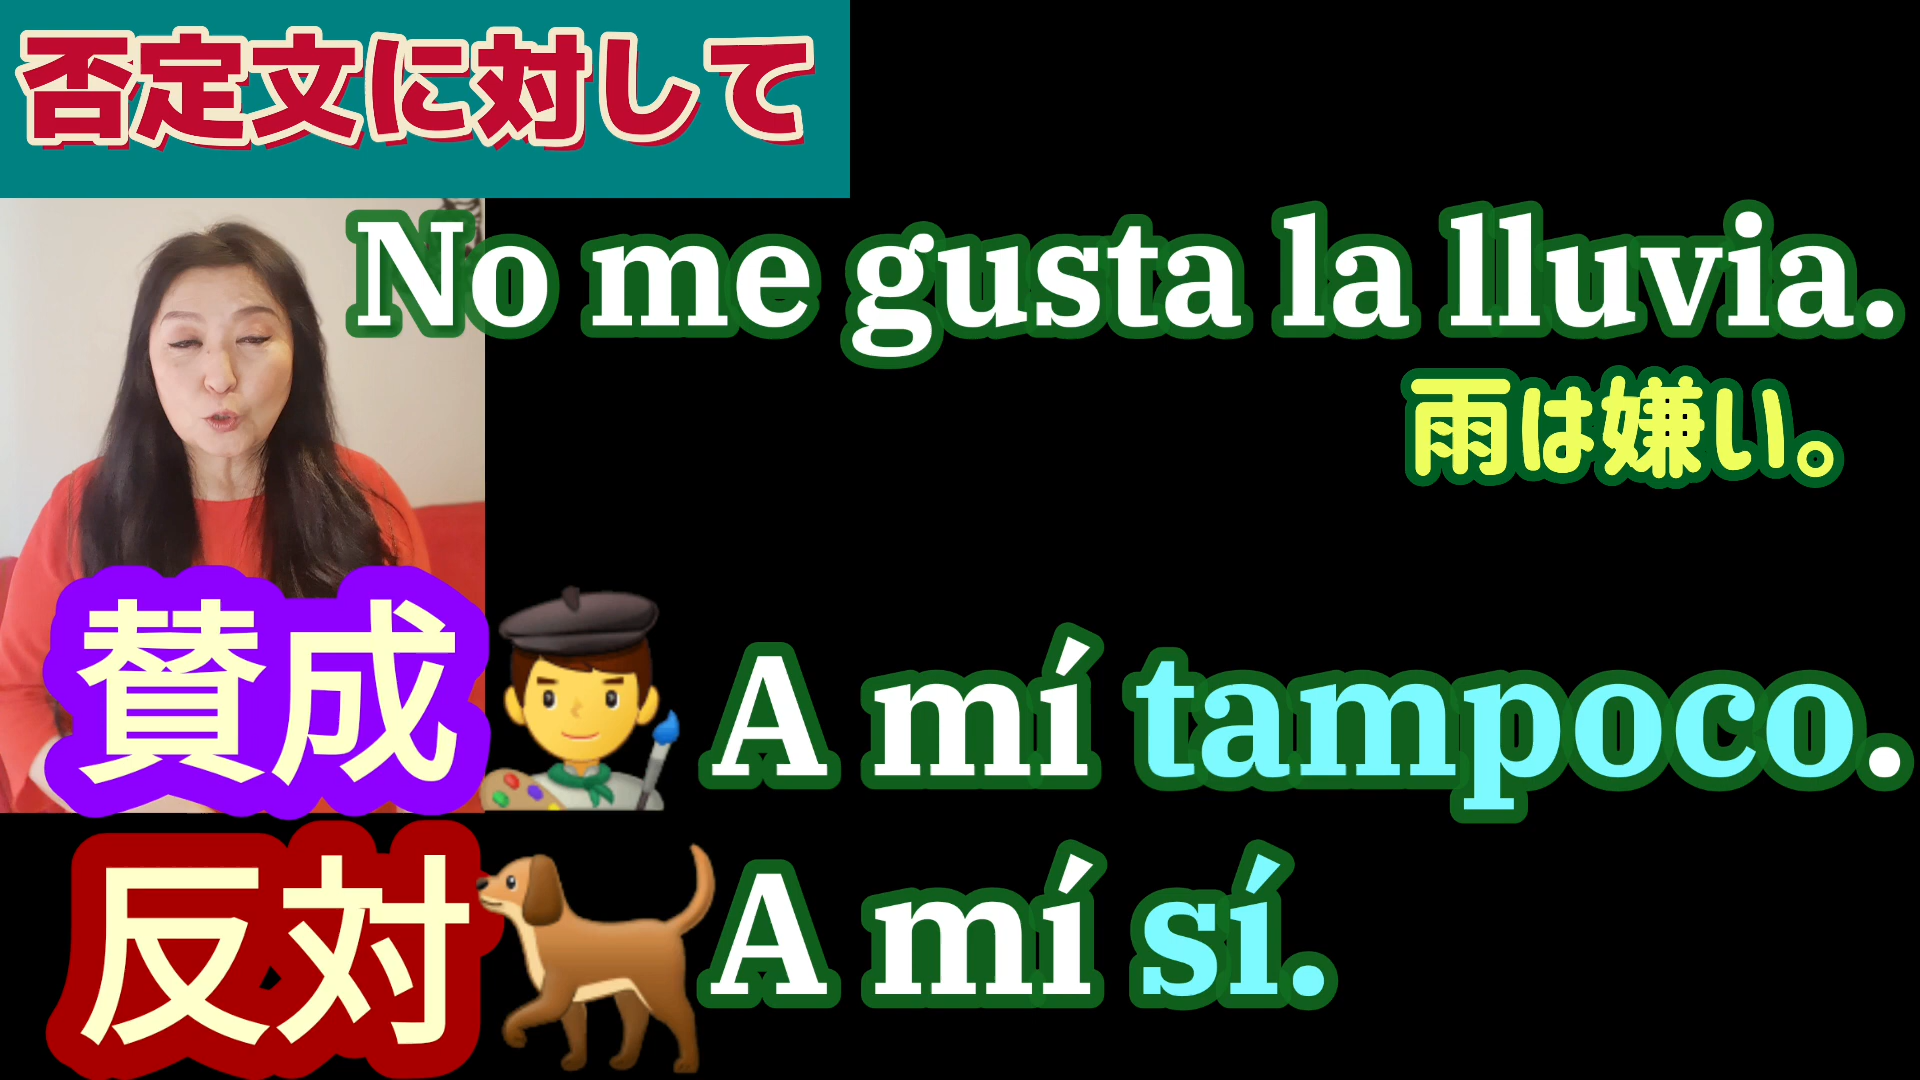 否定文に対して
No me gusta la lluvia.
雨は嫌い。
賛成 A mí tampoco.
反対 A mí sí.